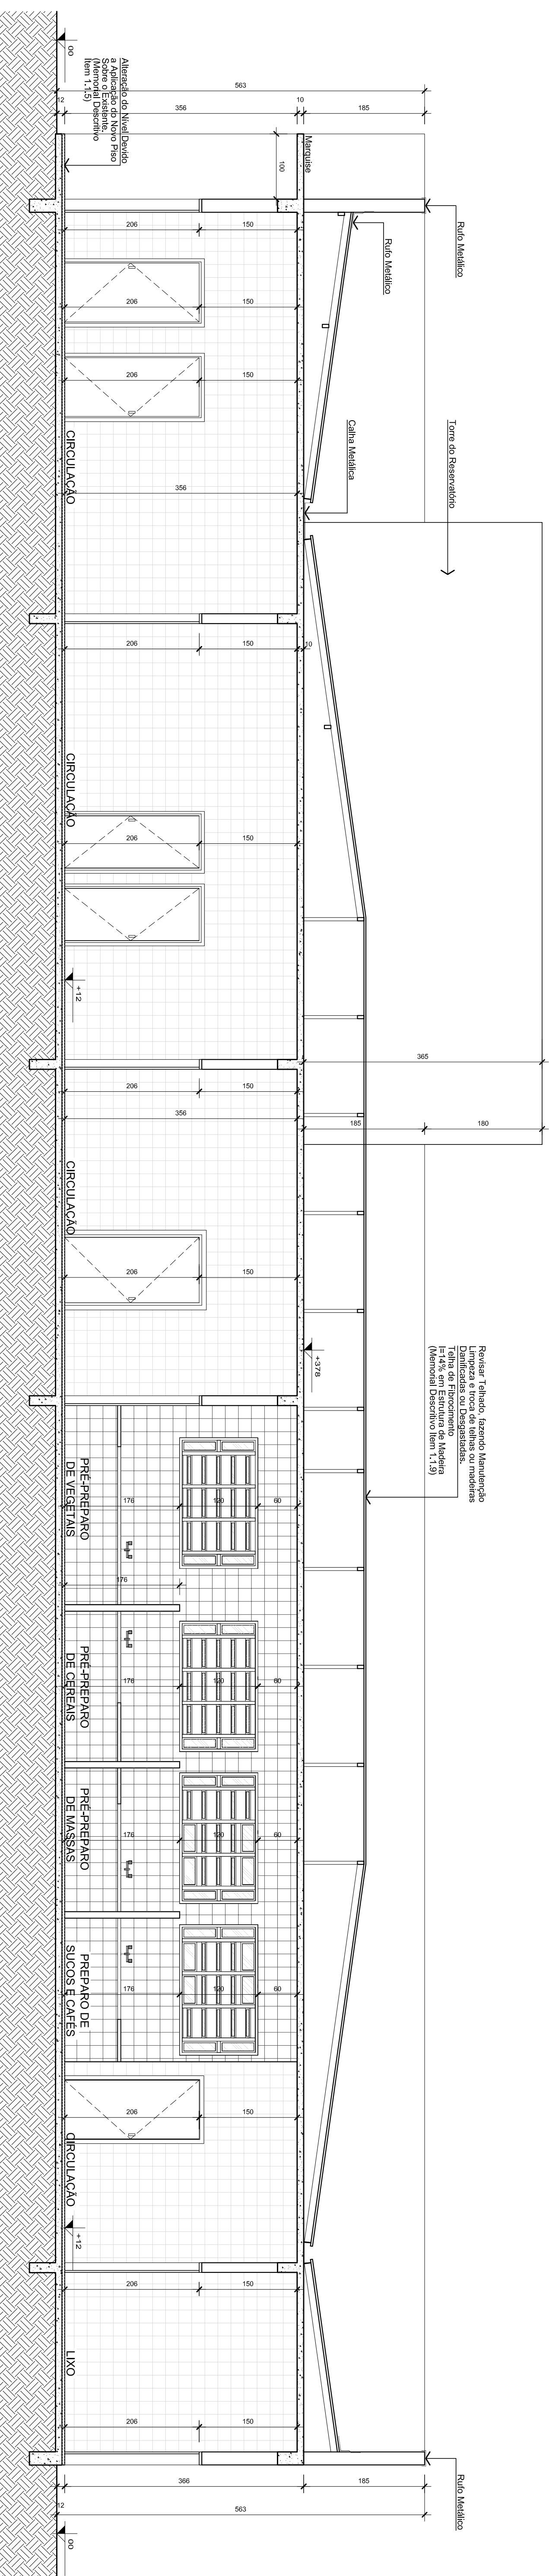 00
Alteração do Nível Devido
a Aplicação do Novo Piso
Sobre o Existente.
(Memorial Descritivo
Item 1.1.5)
563
12
356
10
185
Marquise
100
Rufo Metálico
Rufo Metálico
206
150
206
150
206
150
CIRCULAÇÃO
356
Calha Metálica
Torre do Reservatório
206
150
10
CIRCULAÇÃO
206
150
+12
365
206
150
356
185
180
CIRCULAÇÃO
206
150
+378
Revisar Telhado, fazendo Manutenção
Limpeza e troca de telhas ou madeiras
Danificadas ou Desgastadas.
Telha de Fibrocimento
I=14% em Estrutura de Madeira
(Memorial Descritivo Item 1.1.9)
PRÉ-PREPARO
DE VEGETAIS
176
120
60
176
PRÉ-PREPARO
DE CEREAIS
176
120
60
PRÉ-PREPARO
DE MASSAS
176
120
60
PREPARO DE
SUCOS E CAFÉS
176
120
60
206
150
CIRCULAÇÃO
+12
206
150
LIXO
206
150
Rufo Metálico
366
185
12
563
00